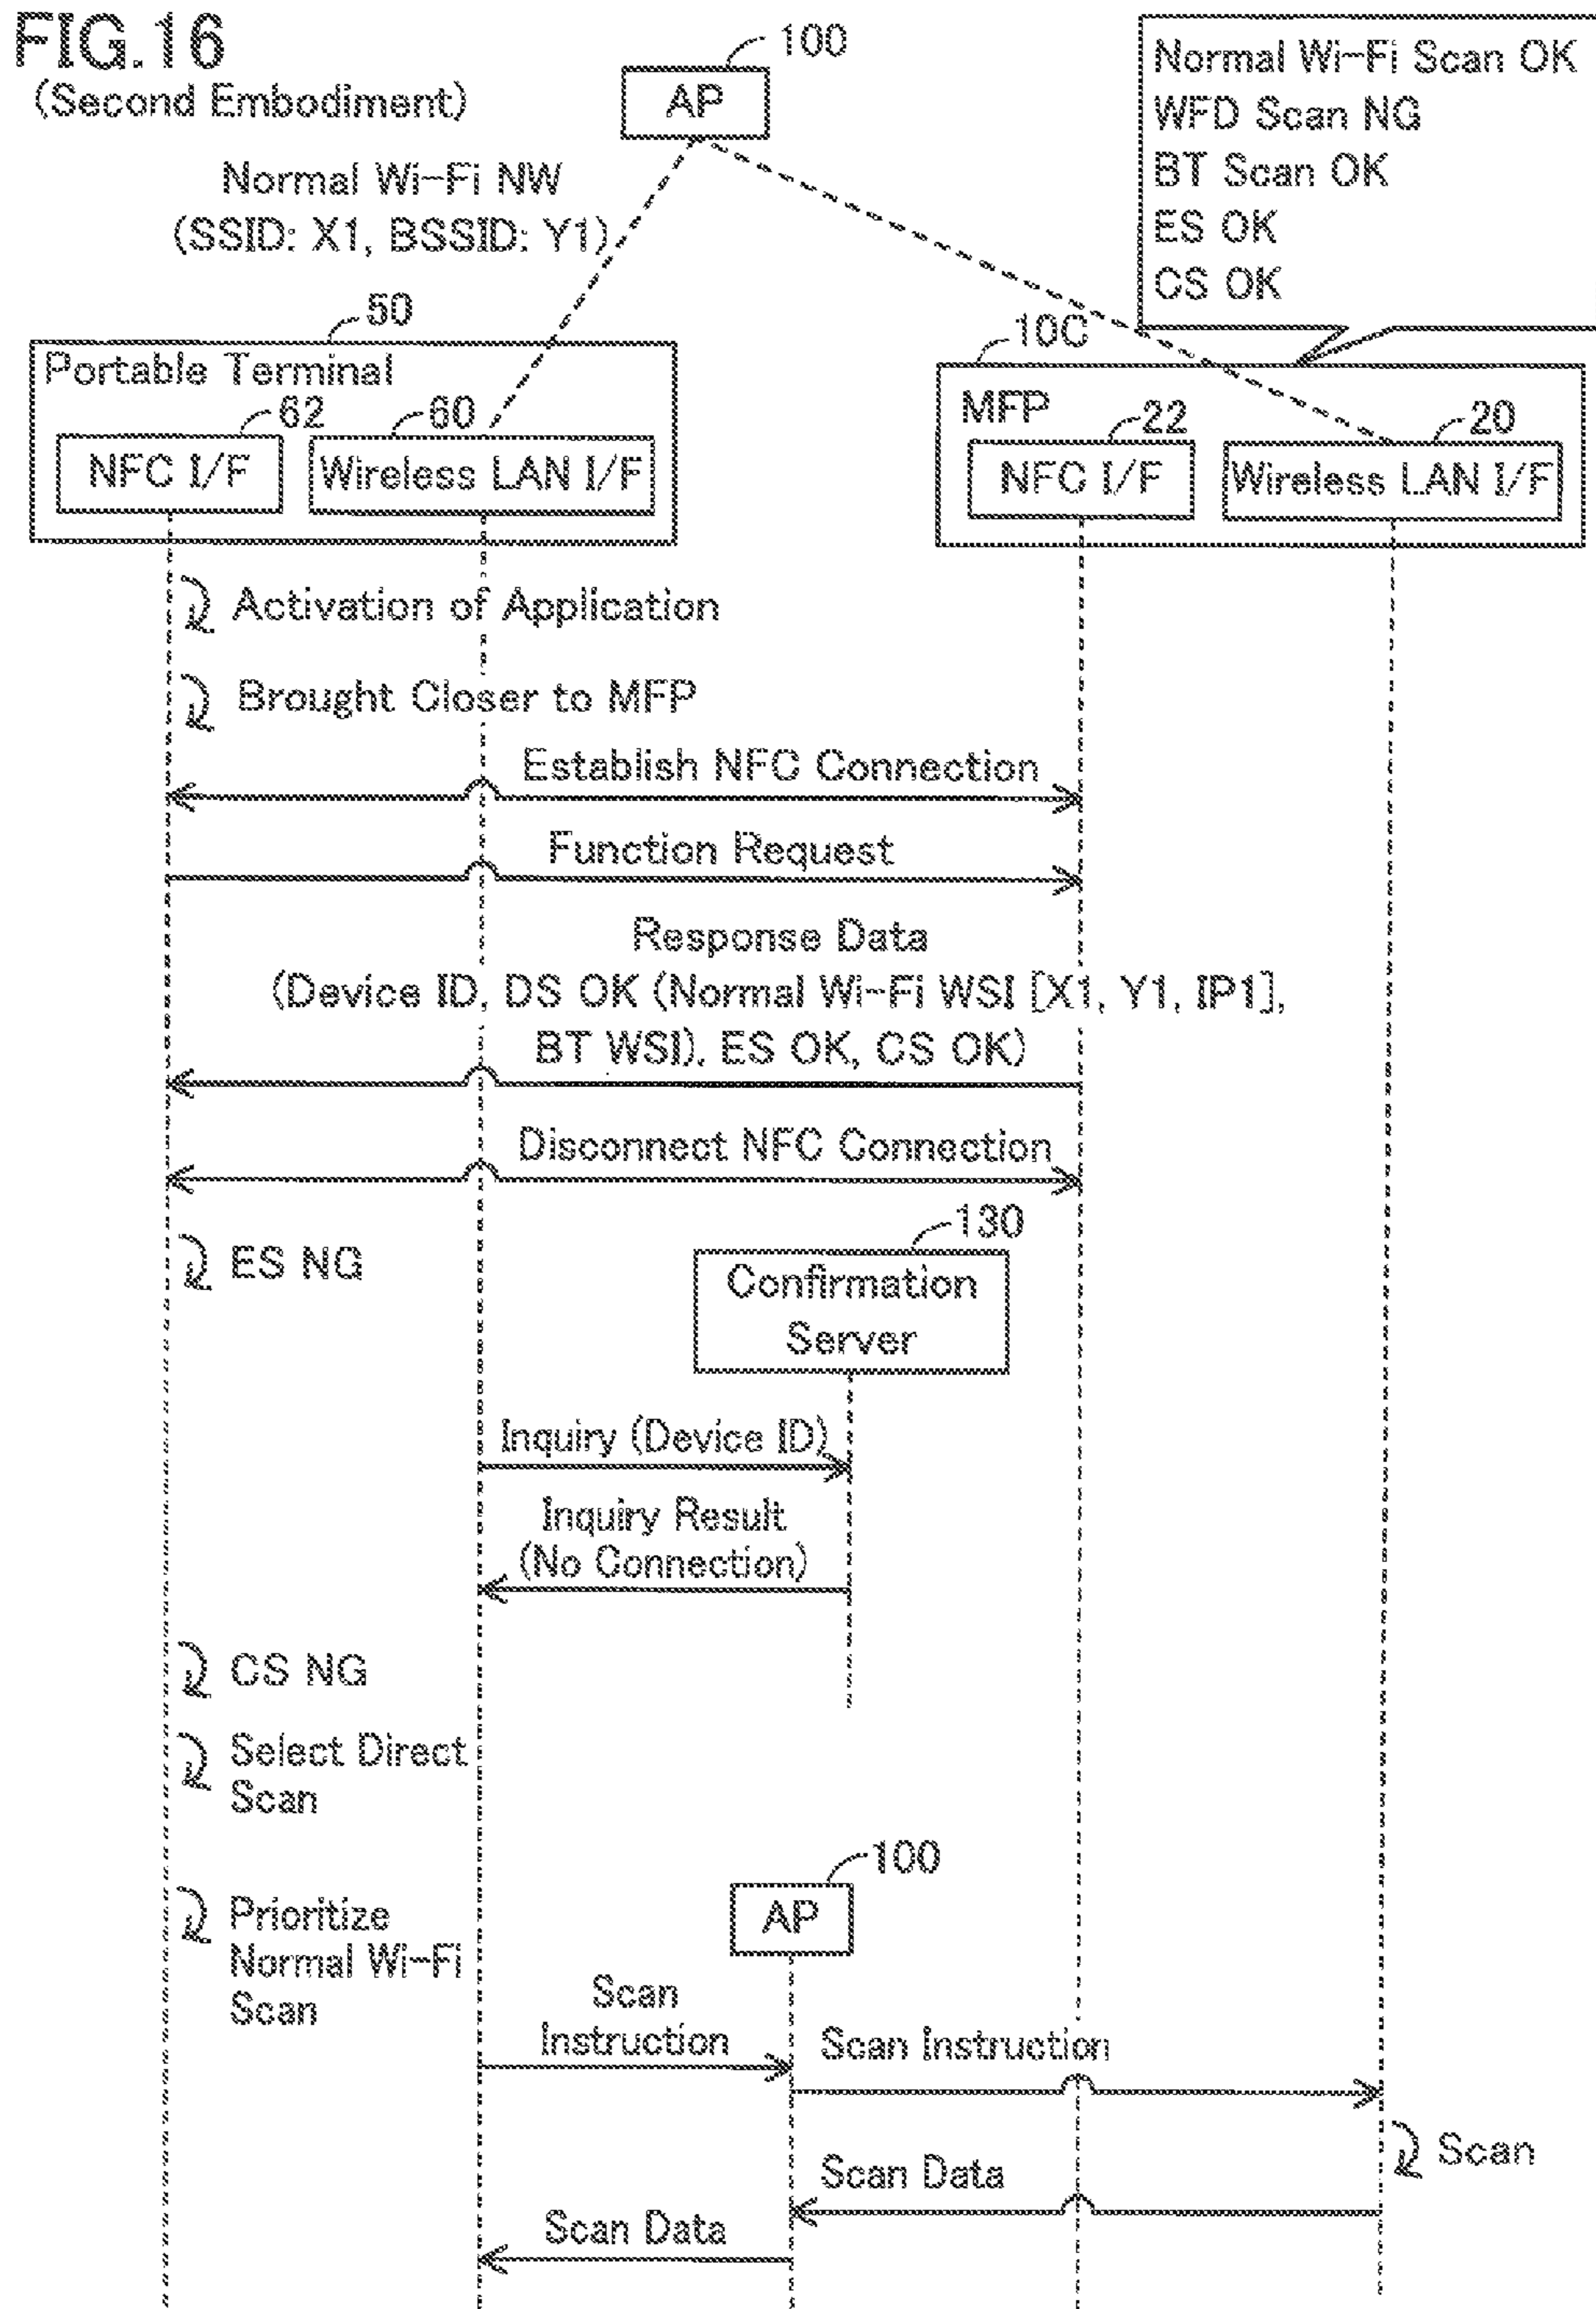 FIG.16
(Second Embodiment)
100
AP
Normal Wi-Fi Scan OK
WFD Scan NG
BT Scan OK
ES OK
CS OK
Normal Wi-Fi NW
(SSID: X1, BSSID: Y1)
50
Portable Terminal
62
60
NFC I/F
Wireless LAN I/F
10C
MFP
22
20
NFC I/F
Wireless LAN I/F
Activation of Application
Brought Closer to MFP
Establish NFC Connection
Function Request
Response Data
(Device ID, DS OK (Normal Wi-Fi WSI [X1, Y1, IP1],
BT WSI), ES OK, CS OK)
Disconnect NFC Connection
ES NG
130
Confirmation
Server
Inquiry (Device ID)
Inquiry Result
(No Connection)
CS NG
Select Direct
Scan
100
AP
Prioritize
Normal Wi-Fi
Scan
Scan
Instruction
Scan Instruction
Scan
Scan Data
Scan Data